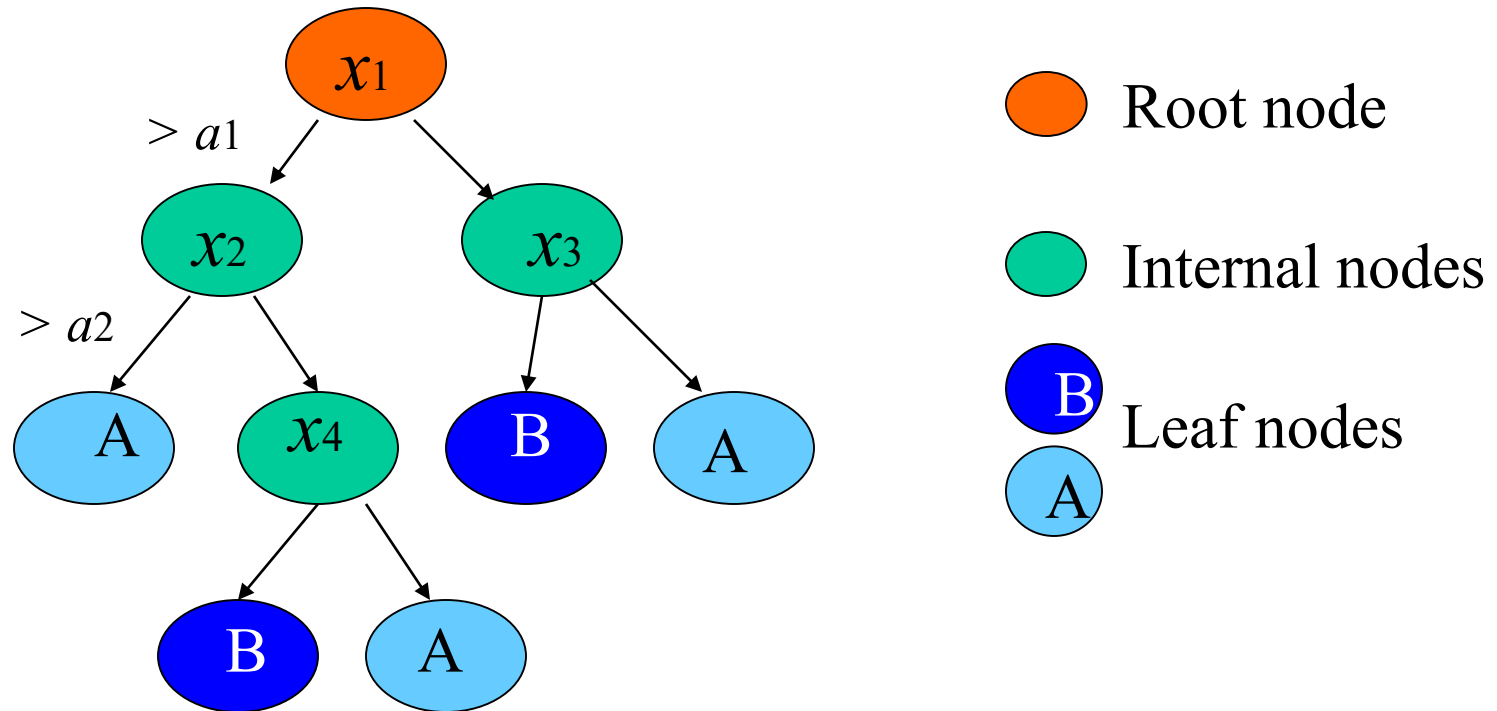 x1
> a1
x2
x3
> a2
A
x4
B
A
B
A
Root node
Internal nodes
B
Leaf nodes
A